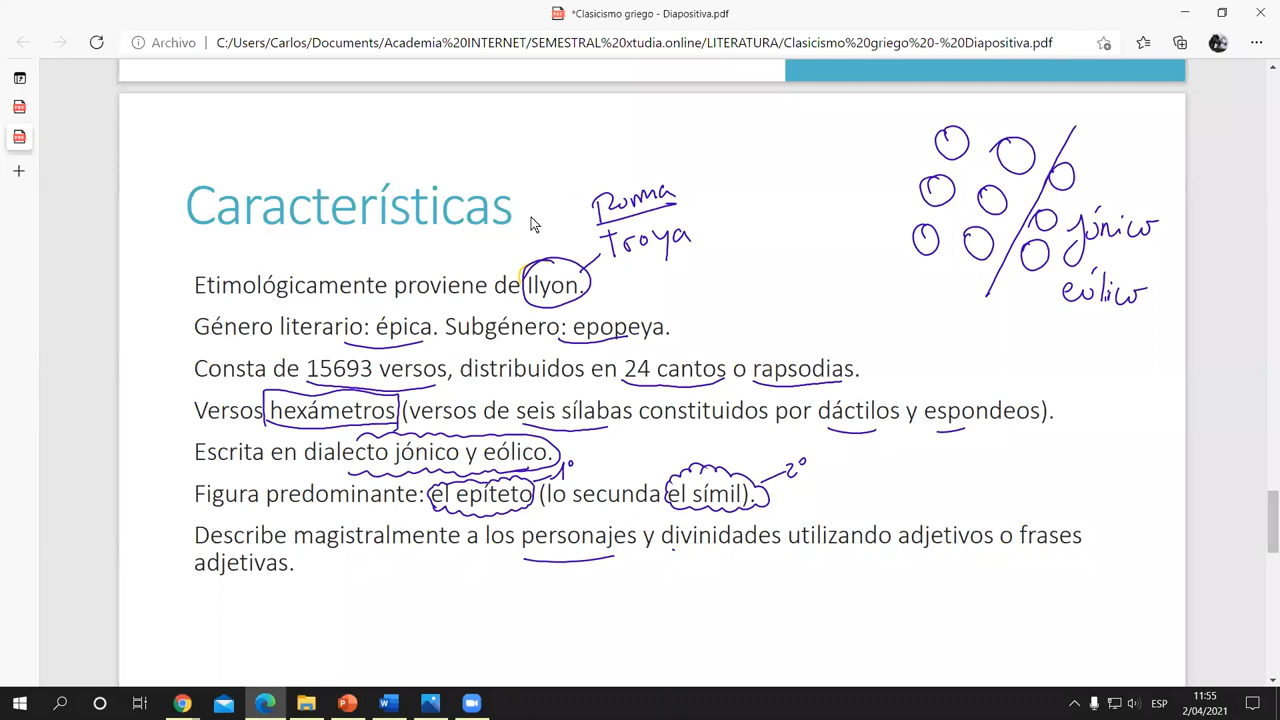 *Clasicismo griego - Diapositiva.pdf
Archivo
C:/Users/Carlos/Documents/Academia%20INTERNET/SEMESTRAL%20xtudia.online/LITERATURA/Clasicismo%20griego%20-%20Diapositiva.pdf
Características
Roma
Troya
jónico
eólico
Etimológicamente proviene de Ilyon.
Género literario: épica. Subgénero: epopeya.
Consta de 15693 versos, distribuidos en 24 cantos o rapsodias.
Versos hexámetros (versos de seis sílabas constituidos por dáctilos y espondeos).
Escrita en dialecto jónico y eólico.
1°
2°
Figura predominante: el epíteto (lo secunda el símil).
Describe magistralmente a los personajes y divinidades utilizando adjetivos o frases
adjetivas.
ESP
11:55
2/04/2021